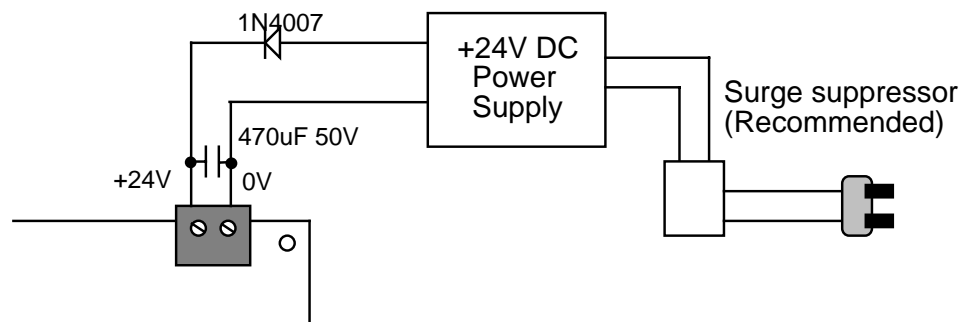 1N4007
+24V DC
Power
Supply
Surge suppressor
(Recommended)
470uF 50V
+24V
0V